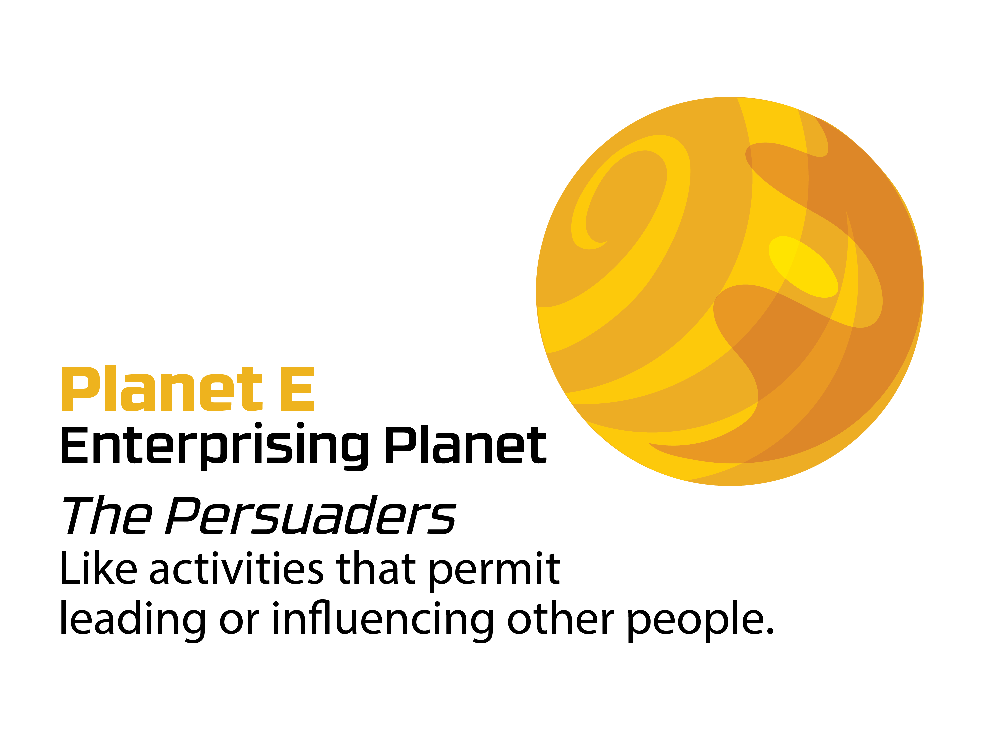 Planet E
Enterprising Planet
The Persuaders
Like activities that permit
leading or influencing other people.